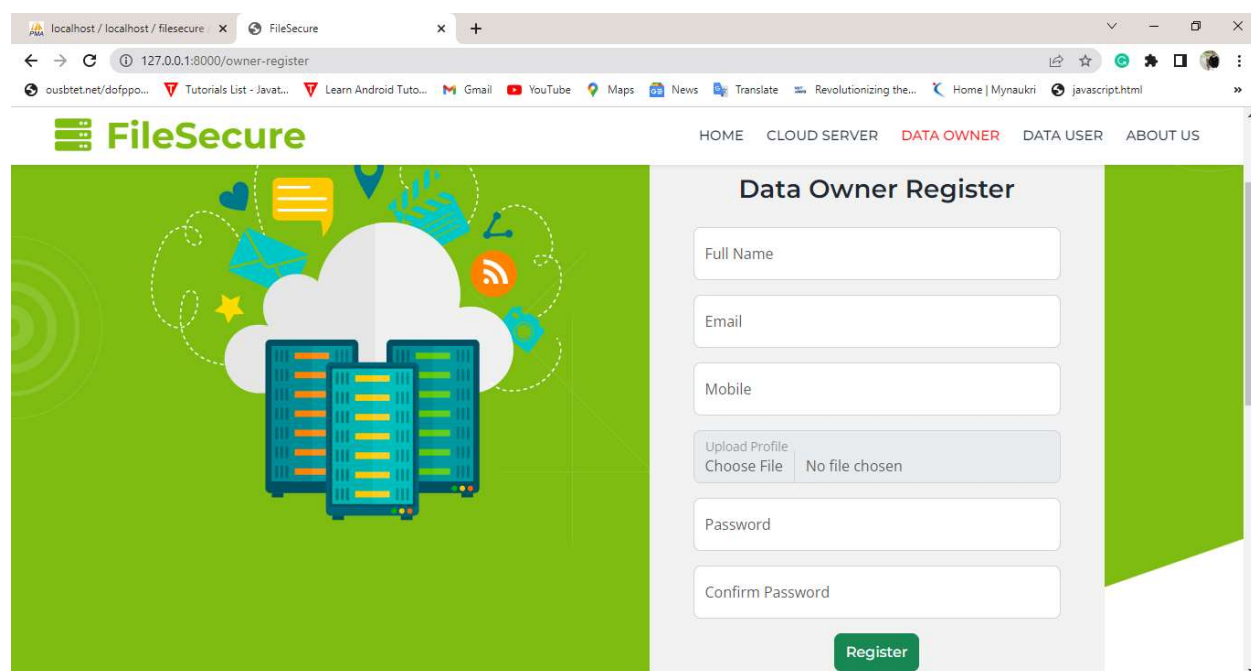 localhost / localhost / filesecure
FileSecure
127.0.0.1:8000/owner-register
ousbtet.net/dofppo... Tutorials List - Javat... Learn Android Tuto... Gmail YouTube Maps News Translate Revolutionizing the... Home | Mynaukri javascript.html »
FileSecure HOME CLOUD SERVER DATA OWNER DATA USER ABOUT US
Data Owner Register
Full Name
Email
Mobile
Upload Profile
Choose File No file chosen
Password
Confirm Password
Register